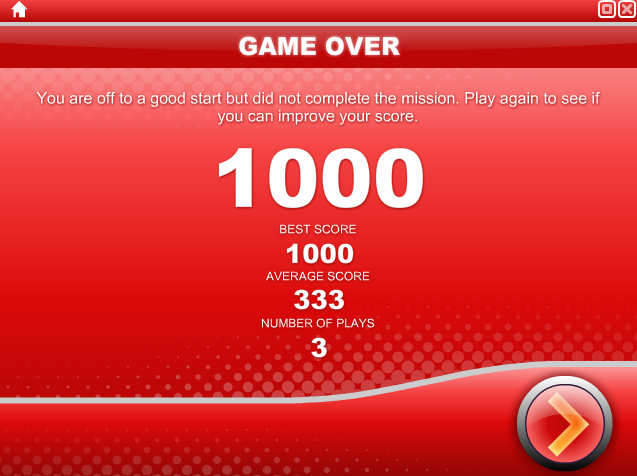 GAME OVER
You are off to a good start but did not complete the mission. Play again to see if
you can improve your score.
1000
BEST SCORE
1000
AVERAGE SCORE
333
NUMBER OF PLAYS
3